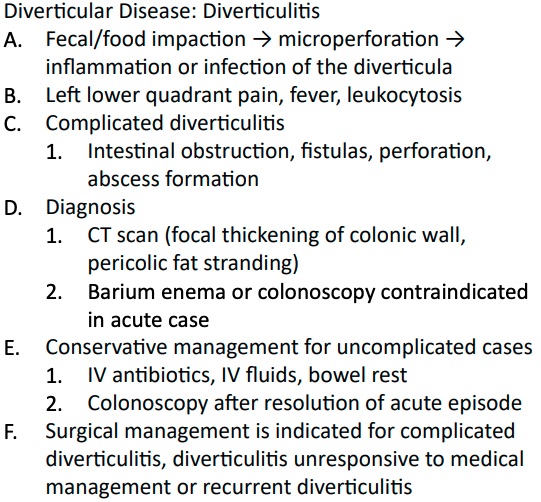 Diverticular Disease: Diverticulitis
A. Fecal/food impaction → microperforation →
inflammation or infection of the diverticula
B. Left lower quadrant pain, fever, leukocytosis
C. Complicated diverticulitis
1. Intestinal obstruction, fistulas, perforation,
abscess formation
D. Diagnosis
1. CT scan (focal thickening of colonic wall,
pericolic fat stranding)
2. Barium enema or colonoscopy contraindicated
in acute case
E. Conservative management for uncomplicated cases
1. IV antibiotics, IV fluids, bowel rest
2. Colonoscopy after resolution of acute episode
F. Surgical management is indicated for complicated
diverticulitis, diverticulitis unresponsive to medical
management or recurrent diverticulitis